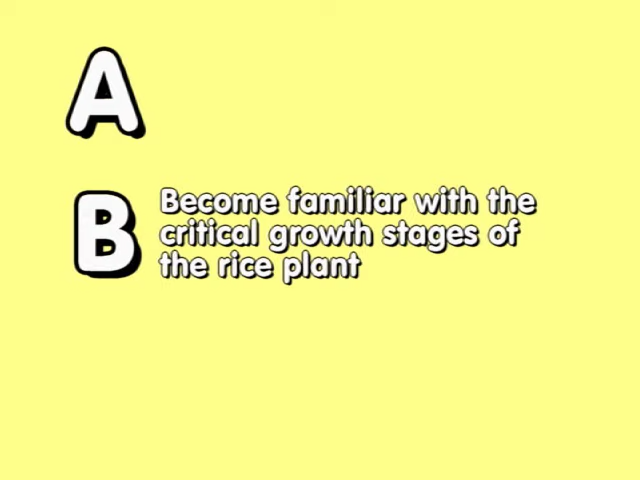 A
B
Become familiar with the
critical growth stages of
the rice plant